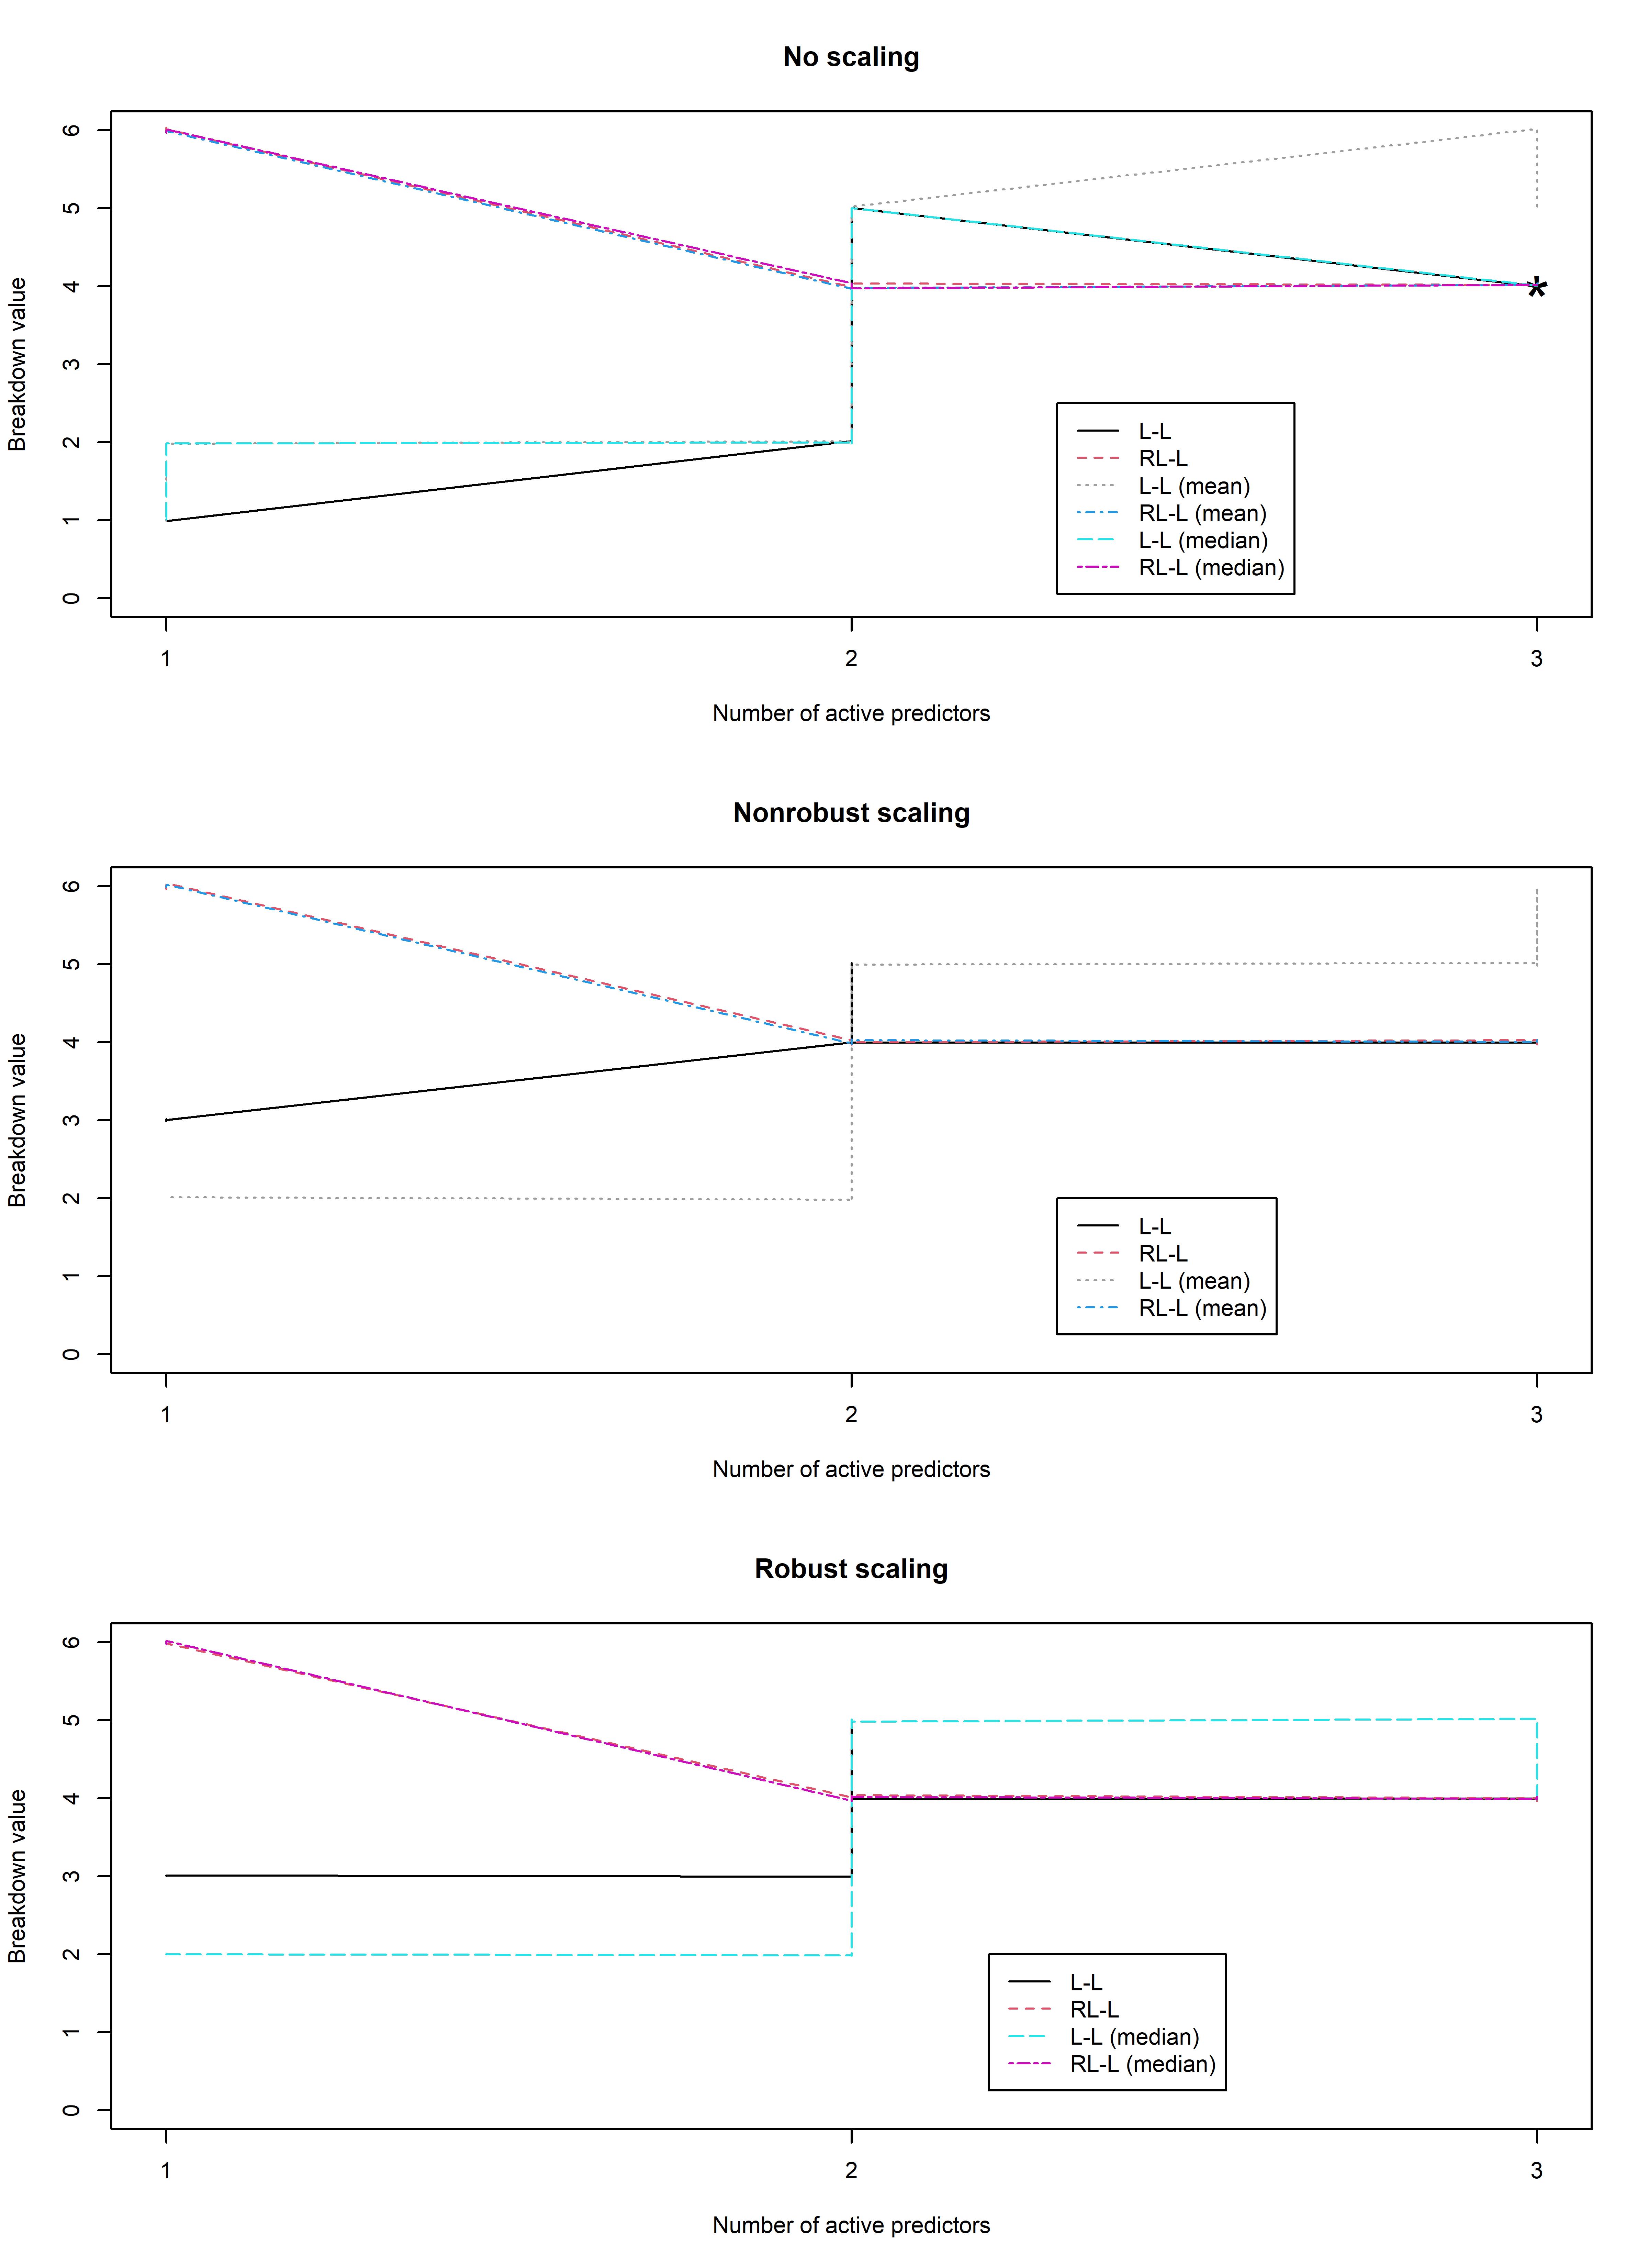 No scaling
Breakdown value
6
5
4
3
2
1
0
*
L-L
RL-L
L-L (mean)
RL-L (mean)
L-L (median)
RL-L (median)
1 2 3
Number of active predictors
Nonrobust scaling
Breakdown value
6
5
4
3
2
1
0
L-L
RL-L
L-L (mean)
RL-L (mean)
1 2 3
Number of active predictors
Robust scaling
Breakdown value
6
5
4
3
2
1
0
L-L
RL-L
L-L (median)
RL-L (median)
1 2 3
Number of active predictors